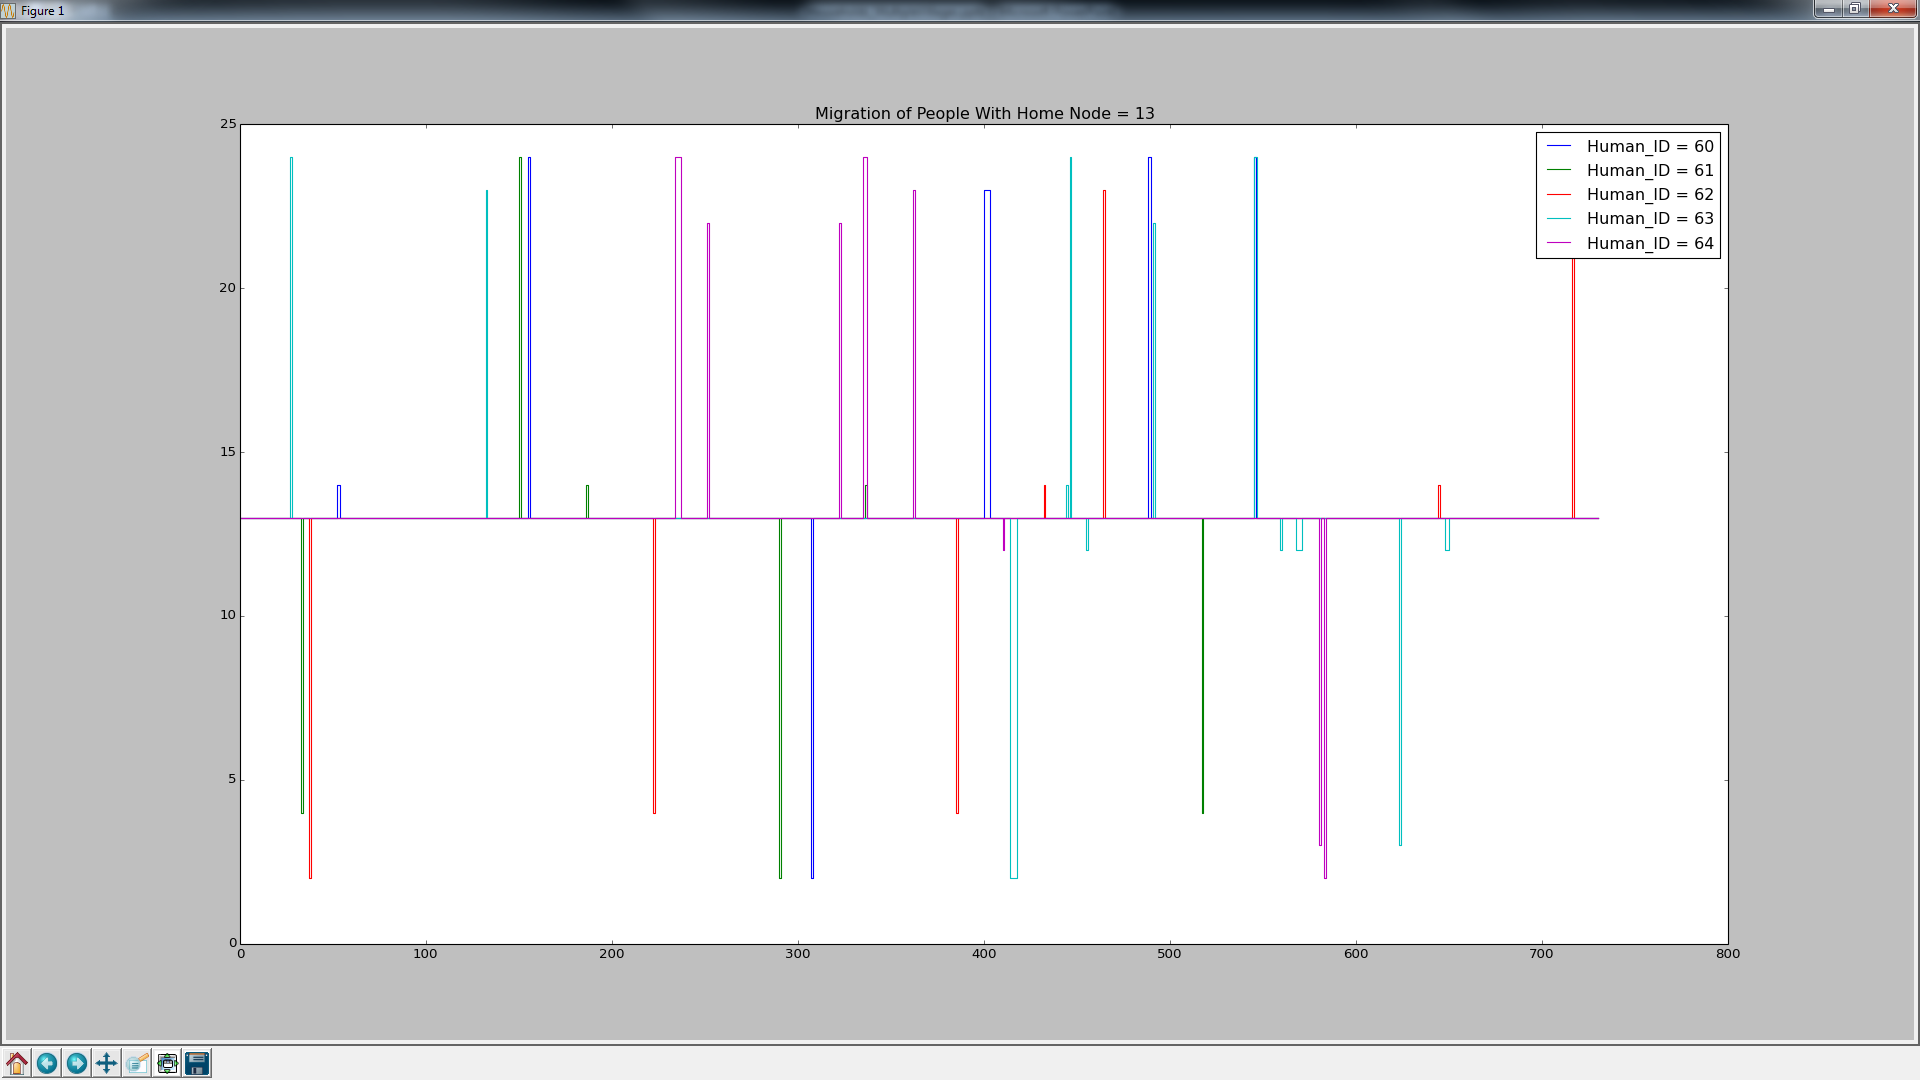 Figure 1
Migration of People With Home Node = 13
25
20
15
10
5
0
0 100 200 300 400 500 600 700 800
Human_ID = 60
Human_ID = 61
Human_ID = 62
Human_ID = 63
Human_ID = 64